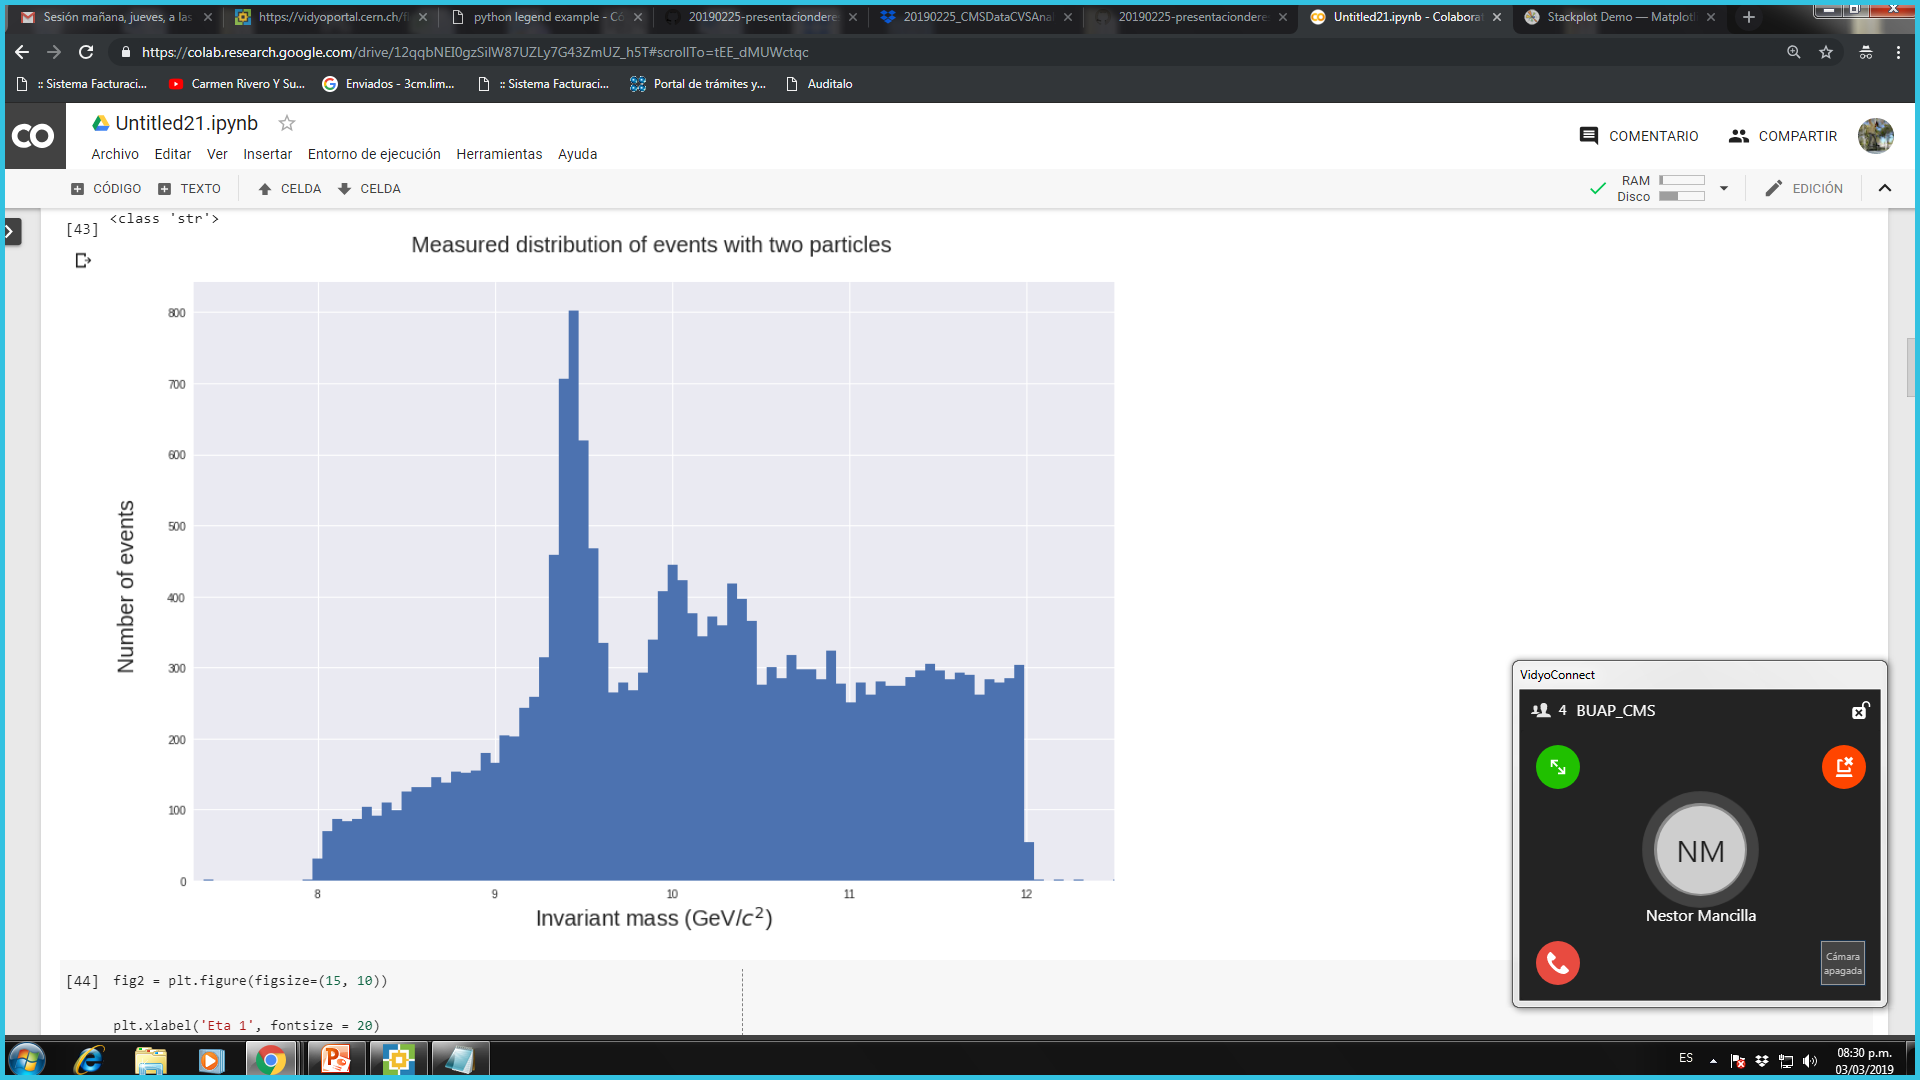 Sesión mañana, jueves, a las
https://vidyoportal.cern.ch/fl
python legend example - Có
20190225-presentacionderes
20190225_CMSDataCVSAnal
20190225-presentacionderes
Untitled21.ipynb - Colaborat
Stackplot Demo — Matplotl
https://colab.research.google.com/drive/12qqbNEI0gzSilW87UZLy7G43ZmUZ_h5T#scrollTo=tEE_dMUWctqc
:: Sistema Facturaci...
Carmen Rivero Y Su...
Enviados - 3cm.lim...
:: Sistema Facturaci...
Portal de trámites y...
Auditalo
CO
Untitled21.ipynb
COMENTARIO
COMPARTIR
Archivo Editar Ver Insertar Entorno de ejecución Herramientas Ayuda
CÓDIGO TEXTO CELDA CELDA
RAM
Disco
EDICIÓN
<class 'str'>
[43]
Measured distribution of events with two particles
800
700
600
500
400
300
200
100
0
Number of events
8 9 10 11 12
Invariant mass (GeV/c²)
[44] fig2 = plt.figure(figsize=(15, 10))
plt.xlabel('Eta 1', fontsize = 20)
VidyoConnect
4 BUAP_CMS
NM
Nestor Mancilla
Cámara
apagada
ES
08:30 p.m.
03/03/2019